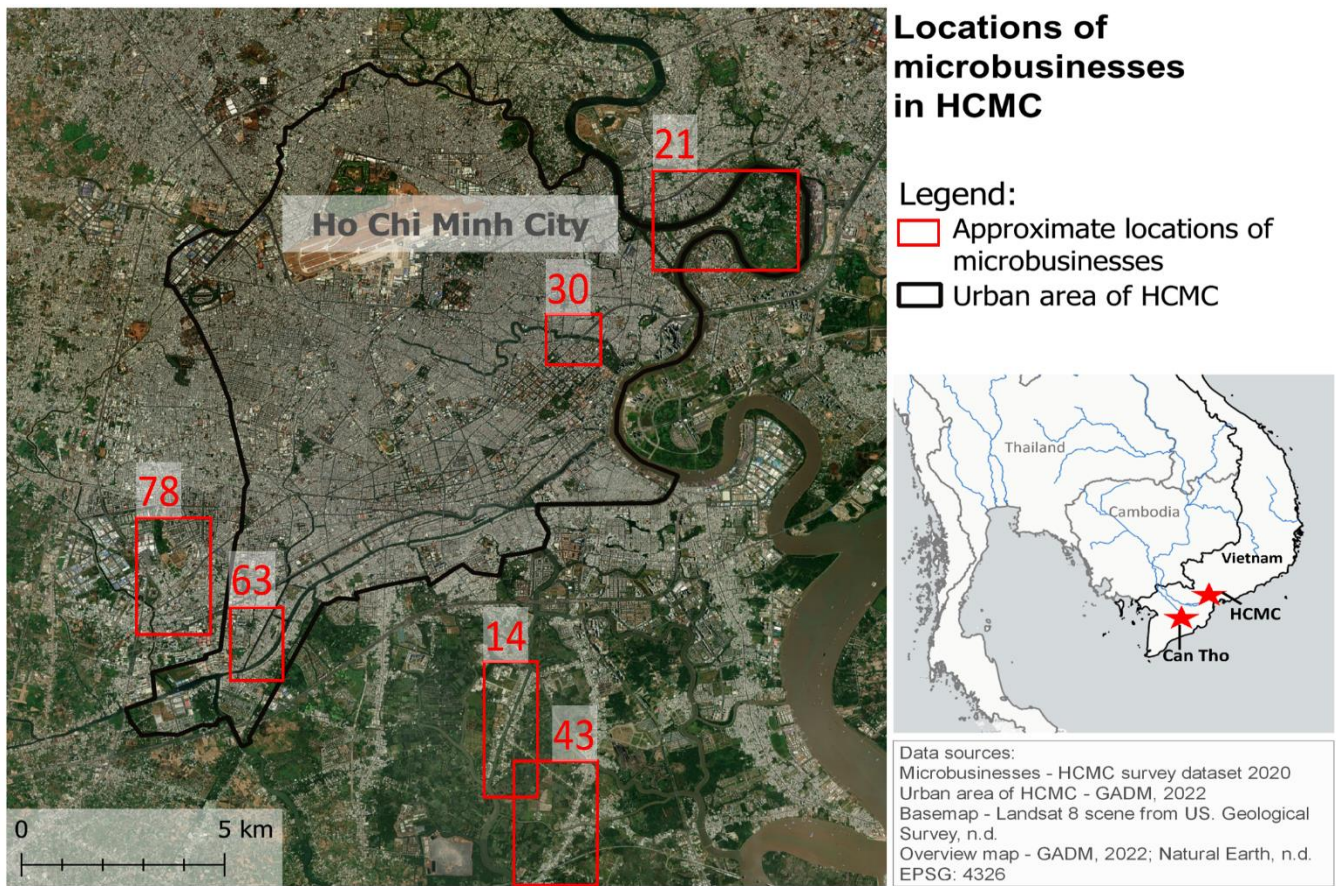 Locations of
microbusinesses
in HCMC
Legend:
Approximate locations of
microbusinesses
Urban area of HCMC
21
Ho Chi Minh City
30
78
63
14
43
0 5 km
Thailand
Cambodia
Vietnam
HCMC
Can Tho
Data sources:
Microbusinesses - HCMC survey dataset 2020
Urban area of HCMC - GADM, 2022
Basemap - Landsat 8 scene from US. Geological
Survey, n.d.
Overview map - GADM, 2022; Natural Earth, n.d.
EPSG: 4326